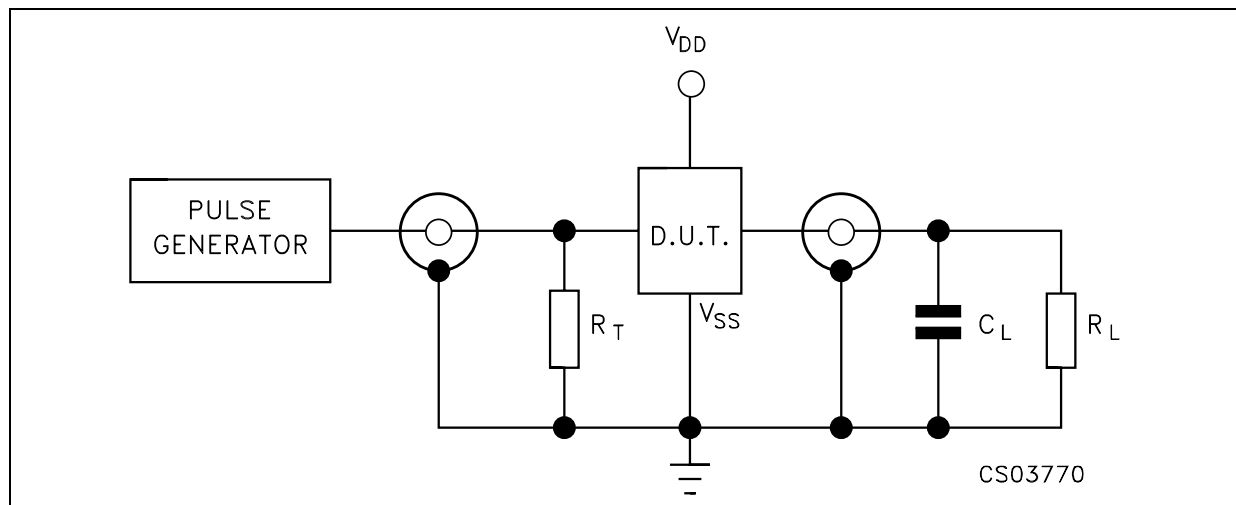 VDD
PULSE
GENERATOR
D.U.T.
VSS
RT
CL
RL
CS03770